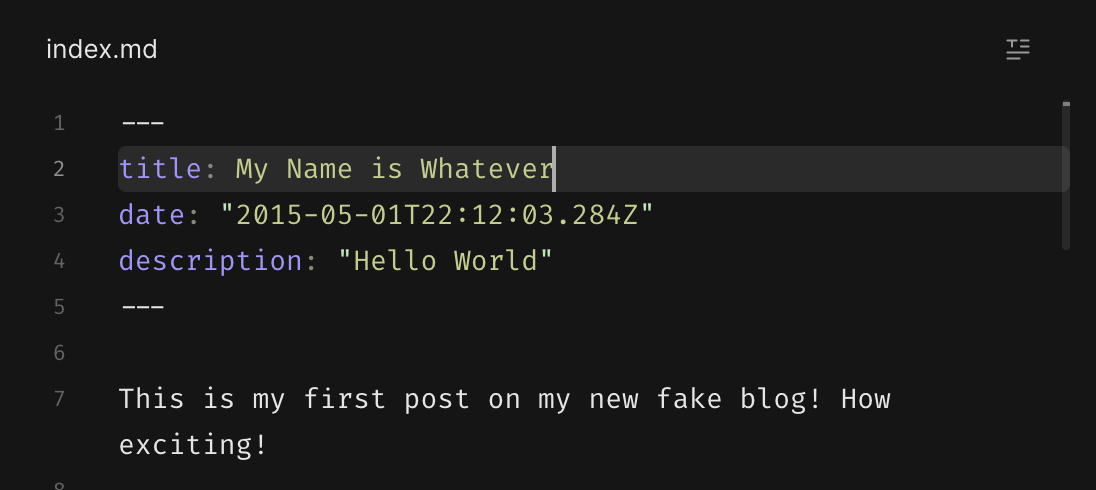 index.md
1 ---
2 title: My Name is Whatever
3 date: "2015-05-01T22:12:03.284Z"
4 description: "Hello World"
5 ---
6
7 This is my first post on my new fake blog! How
exciting!
8